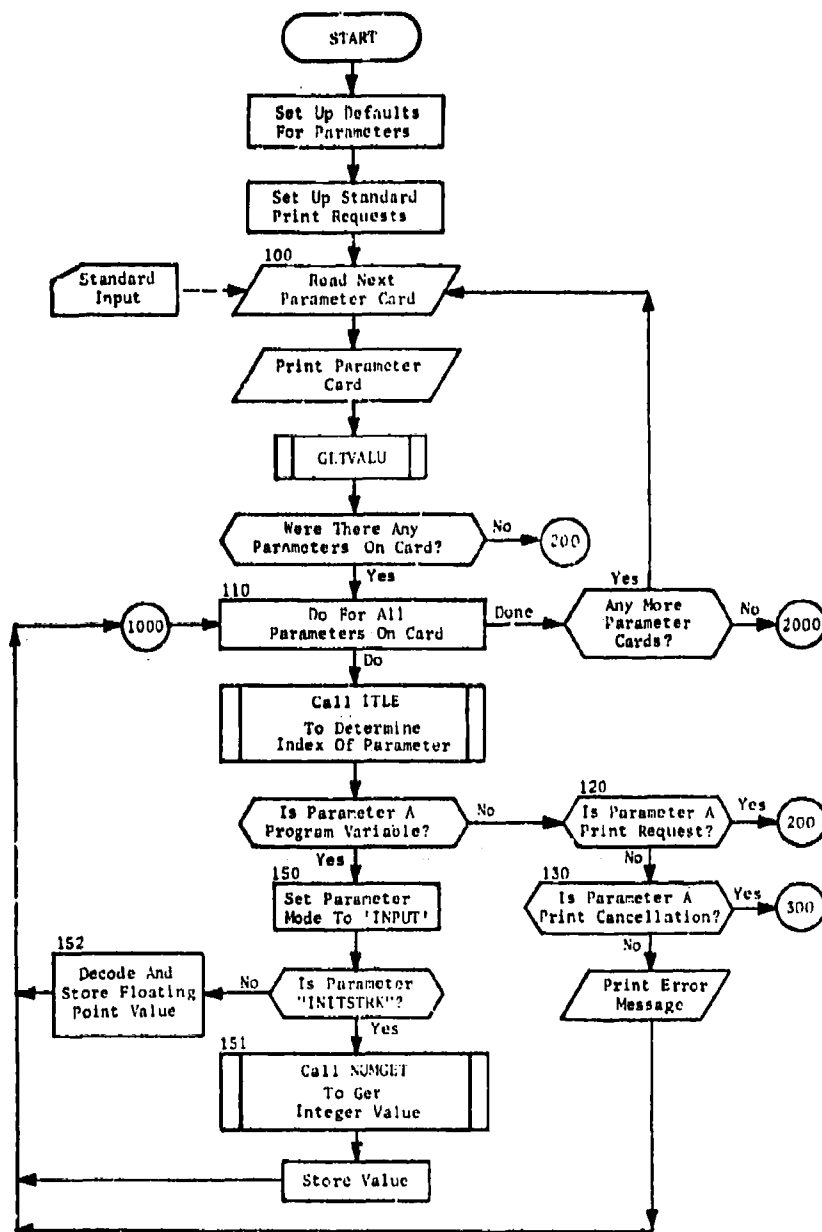 START
Set Up Defaults
For Parameters
Set Up Standard
Print Requests
100
Standard
Input
Read Next
Parameter Card
Print Parameter
Card
GETVALU
Were There Any
Parameters On Card?
No
200
Yes
110
1000
Do For All
Parameters On Card
Done
Yes
Any More
Parameter
Cards?
No
2000
Do
Call ITLE
To Determine
Index Of Parameter
Is Parameter A
Program Variable?
No
120
Is Parameter A
Print Request?
Yes
200
Yes
No
150
Set Parameter
Mode To 'INPUT'
130
Is Parameter A
Print Cancellation?
Yes
300
No
152
Decode And
Store Floating
Point Value
No
Is Parameter
"INITSTRK"?
Yes
Print Error
Message
151
Call NUMGET
To Ger
Integer Value
Store Value